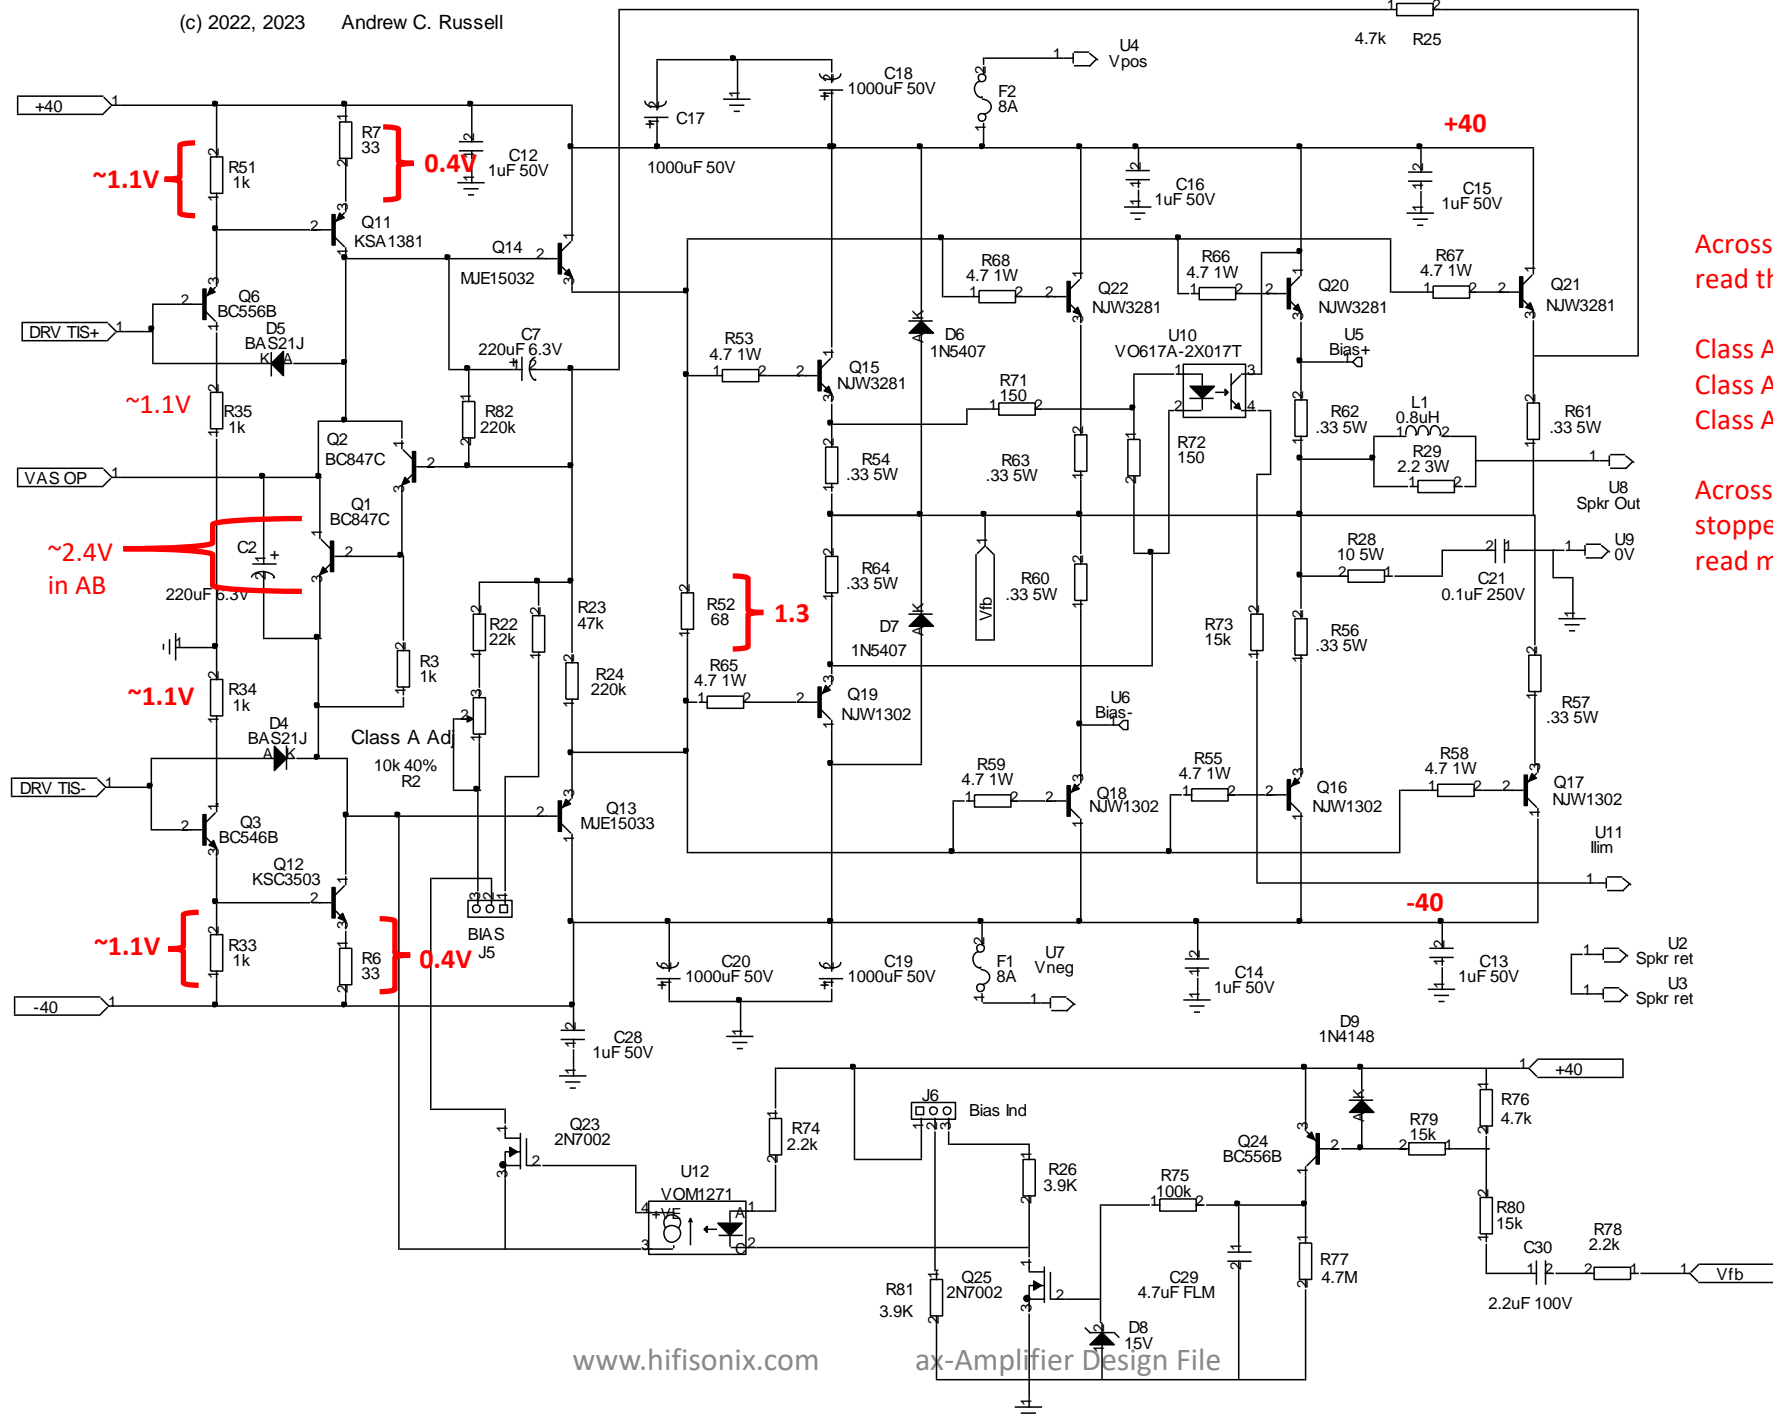 (c) 2022, 2023 Andrew C. Russell
4.7k R25
U4
Vpos
C18
1000uF 50V
C17
1000uF 50V
F2
8A
+40
+40
R7
33
0.4V
C12
1uF 50V
R51
1k
~1.1V
C16
1uF 50V
C15
1uF 50V
Q11
KSA1381
Q14
MJE15032
R68
4.7 1W
R66
4.7 1W
R67
4.7 1W
Across
read th
Q22
NJW3281
Q20
NJW3281
Q21
NJW3281
Q6
BC556B
DRV TIS+
D5
BAS21J
K A
C7
220uF 6.3V
R53
4.7 1W
D6
1N5407
U10
VO617A-2X017T
U5
Bias+
Class A
Class A
Class A
Q15
NJW3281
R71
150
~1.1V
R35
1k
R82
220k
R62
.33 5W
L1
0.8uH
R29
2.2 3W
R61
.33 5W
Q2
BC847C
R54
.33 5W
R63
.33 5W
R72
150
VAS OP
U8
Spkr Out
Q1
BC847C
Across
stoppe
read m
~2.4V
in AB
C2
220uF 6.3V
R28
10 5W
C21
0.1uF 250V
U9
0V
R64
.33 5W
Vfb
R60
.33 5W
R52
68
1.3
D7
1N5407
R73
15k
R56
.33 5W
R22
22k
R23
47k
R3
1k
R24
220k
R65
4.7 1W
Q19
NJW1302
R57
.33 5W
~1.1V
R34
1k
U6
Bias-
D4
BAS21J
A K
Class A Adj
10k 40%
R2
DRV TIS-
R59
4.7 1W
R55
4.7 1W
R58
4.7 1W
Q18
NJW1302
Q16
NJW1302
Q17
NJW1302
Q3
BC546B
Q13
MJE15033
U11
Ilim
Q12
KSC3503
-40
BIAS
J5
~1.1V
R33
1k
R6
33
0.4V
C20
1000uF 50V
C19
1000uF 50V
F1
8A
U7
Vneg
C14
1uF 50V
C13
1uF 50V
U2
Spkr ret
U3
Spkr ret
-40
C28
1uF 50V
D9
1N4148
+40
Q23
2N7002
R74
2.2k
J6
Bias Ind
R76
4.7k
R79
15k
Q24
BC556B
U12
VOM1271
R26
3.9K
R75
100k
R80
15k
R78
2.2k
C30
2.2uF 100V
Vfb
R81
3.9K
Q25
2N7002
C29
4.7uF FLM
R77
4.7M
D8
15V
www.hifisonix.com ax-Amplifier Design File